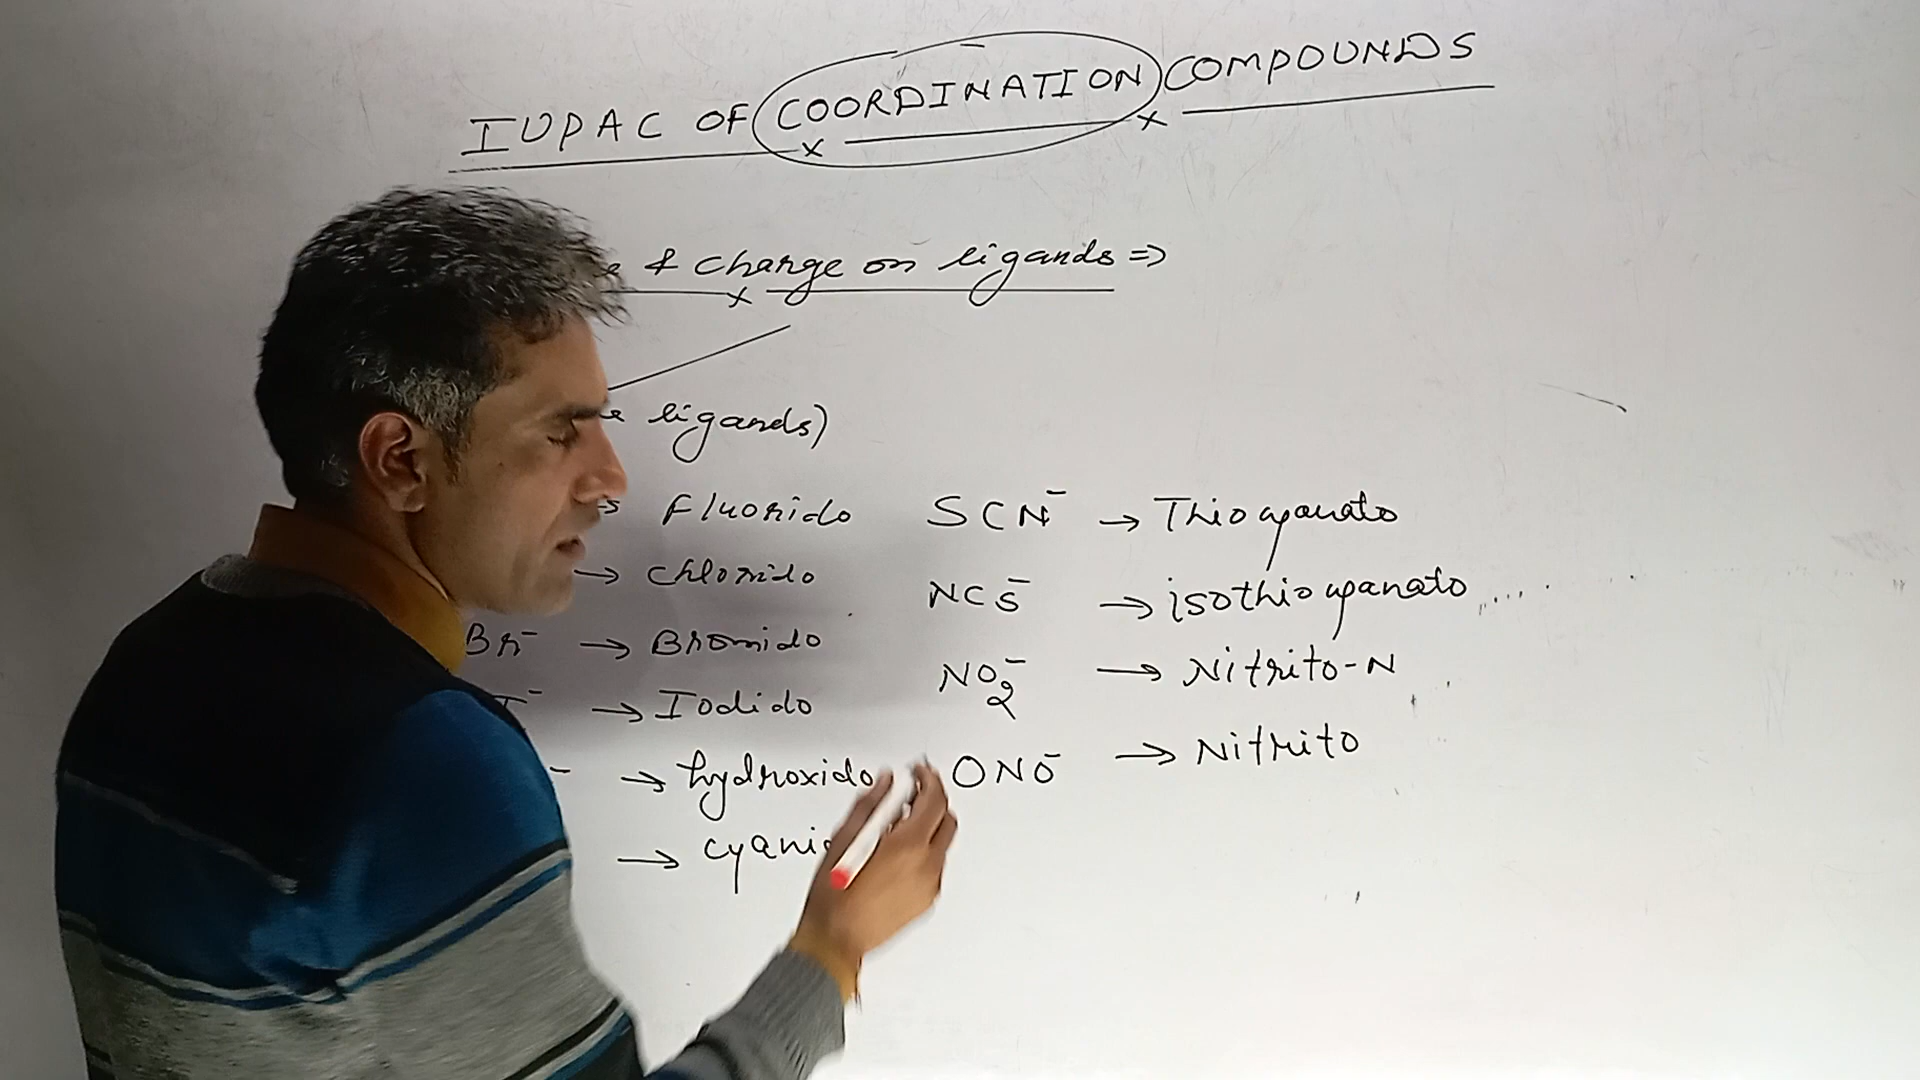 IUPAC OF COORDINATION COMPOUNDS
& charge on ligands ⇒
ligands)
→ Fluorido
→ Chlorido
Br⁻ → Bromido
I⁻ → Iodido
⁻ → hydroxido
→
SCN⁻ → Thiocyanato
NCS⁻ → isothiocyanato
NO₂⁻ → Nitrito-N
ONO⁻ → Nitrito